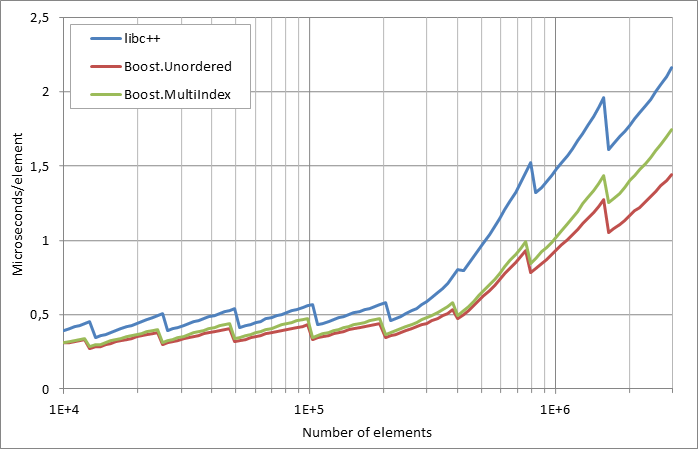 2,5
2
1,5
1
0,5
0
Microseconds/element
libc++
Boost.Unordered
Boost.MultiIndex
1E+4
1E+5
1E+6
Number of elements